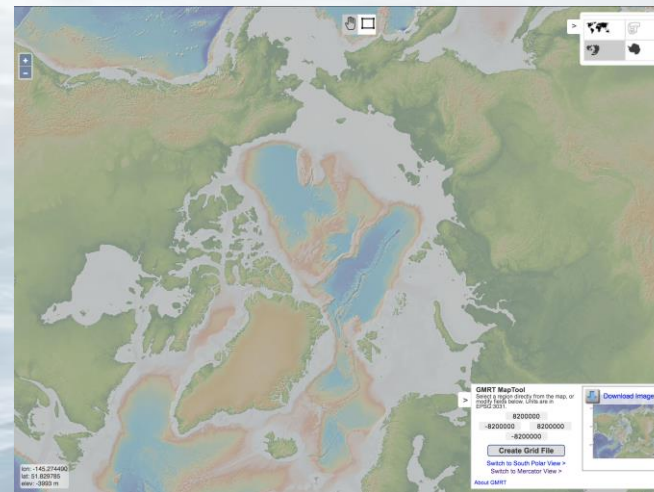 +
−
>
>
GMRT MapTool
Select a region directly from the map, or
modify fields below. Units are in
EPSG 3031.
8200000
-8200000 8200000
-8200000
Create Grid File
Switch to South Polar View >
Switch to Mercator View >
About GMRT
Download Image
lon: -145.274490
lat: 51.829785
elev: -3993 m